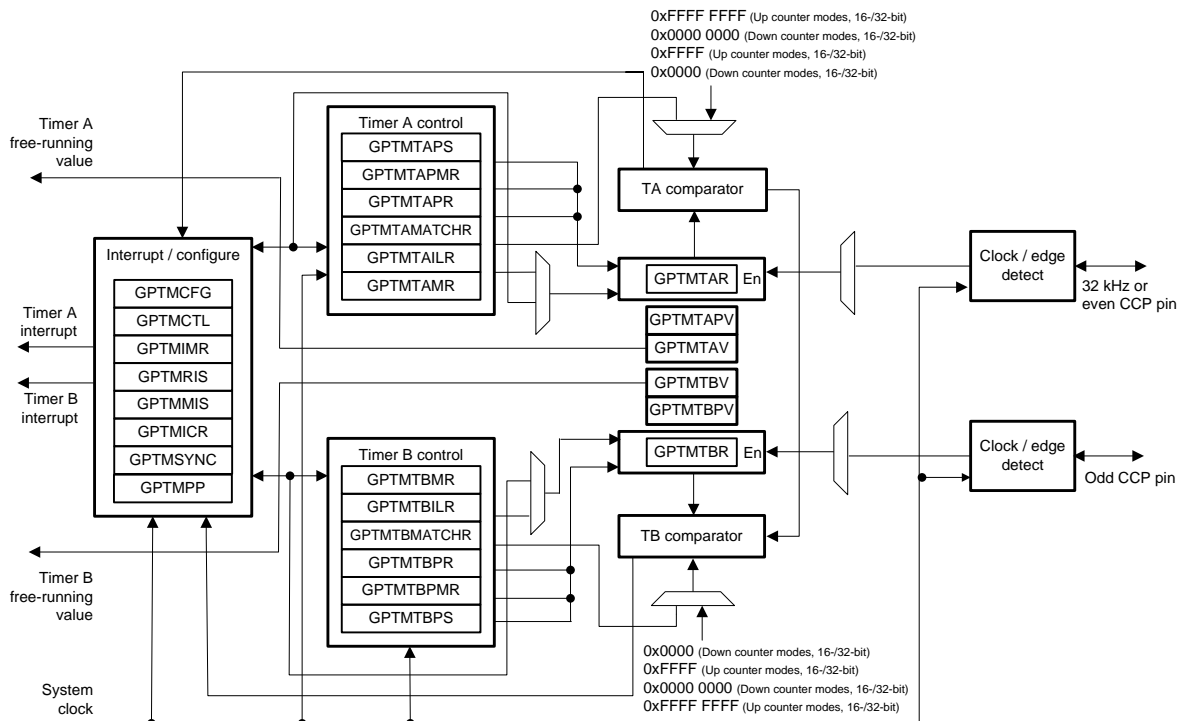 0xFFFF FFFF (Up counter modes, 16-/32-bit)
0x0000 0000 (Down counter modes, 16-/32-bit)
0xFFFF (Up counter modes, 16-/32-bit)
0x0000 (Down counter modes, 16-/32-bit)
Timer A
free-running
value
Timer A control
GPTMTAPS
GPTMTAPMR
GPTMTAPR
GPTMTAMATCHR
GPTMTAILR
GPTMTAMR
TA comparator
GPTMTAR
En
Clock / edge
detect
32 kHz or
even CCP pin
Interrupt / configure
GPTMCFG
GPTMCTL
GPTMIMR
GPTMRIS
GPTMMIS
GPTMICR
GPTMSYNC
GPTMPP
Timer A
interrupt
Timer B
interrupt
GPTMTAPV
GPTMTAV
GPTMTBV
GPTMTBPV
GPTMTBR
En
Clock / edge
detect
Odd CCP pin
Timer B control
GPTMTBMR
GPTMTBILR
GPTMTBMATCHR
GPTMTBPR
GPTMTBPMR
GPTMTBPS
TB comparator
Timer B
free-running
value
0x0000 (Down counter modes, 16-/32-bit)
0xFFFF (Up counter modes, 16-/32-bit)
0x0000 0000 (Down counter modes, 16-/32-bit)
0xFFFF FFFF (Up counter modes, 16-/32-bit)
System
clock